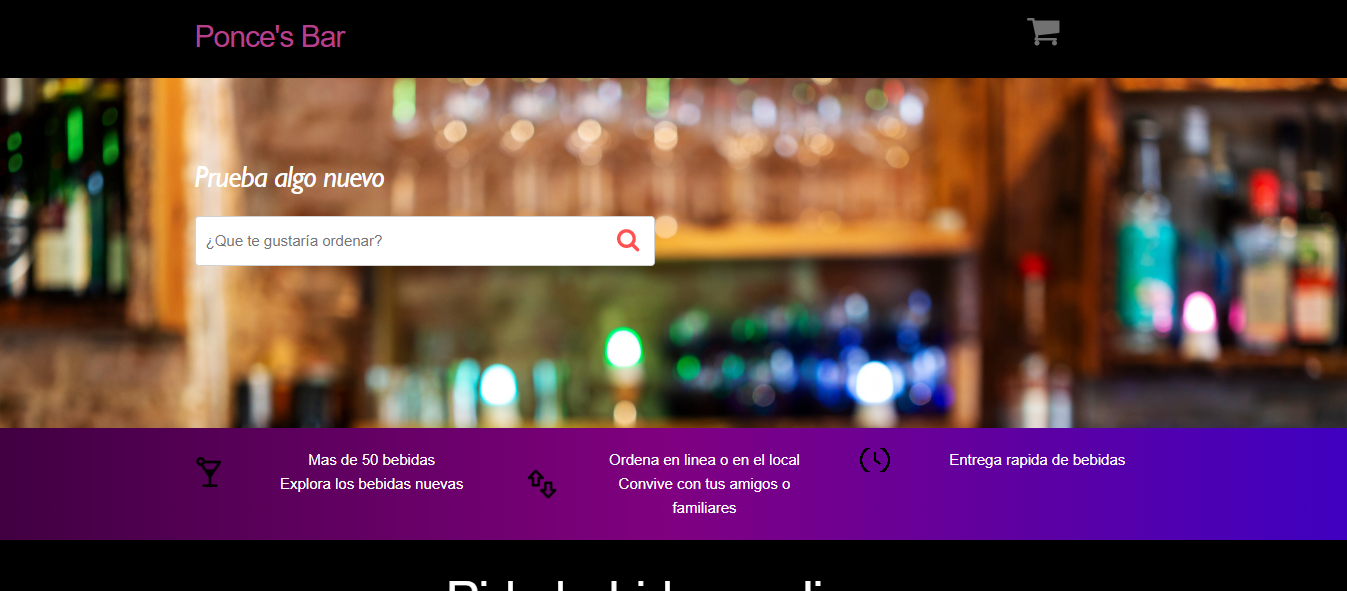 Ponce's Bar
Prueba algo nuevo
¿Que te gustaría ordenar?
Mas de 50 bebidas
Explora los bebidas nuevas
Ordena en linea o en el local
Convive con tus amigos o
familiares
Entrega rapida de bebidas